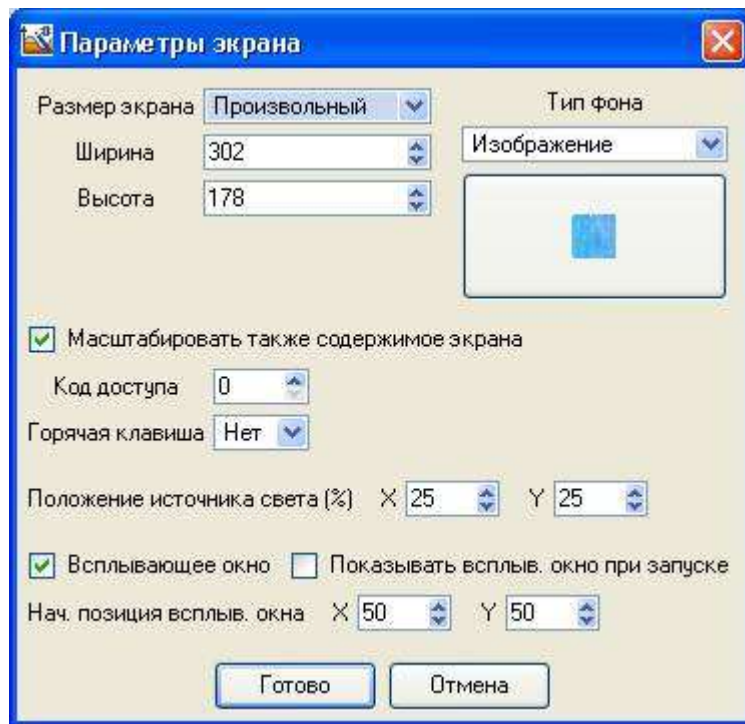 Параметры экрана
Размер экрана Произвольный Тип фона
Ширина 302 Изображение
Высота 178
Масштабировать также содержимое экрана
Код доступа 0
Горячая клавиша Нет
Положение источника света (%) X 25 Y 25
Всплывающее окно Показывать всплыв. окно при запуске
Нач. позиция всплыв. окна X 50 Y 50
Готово Отмена